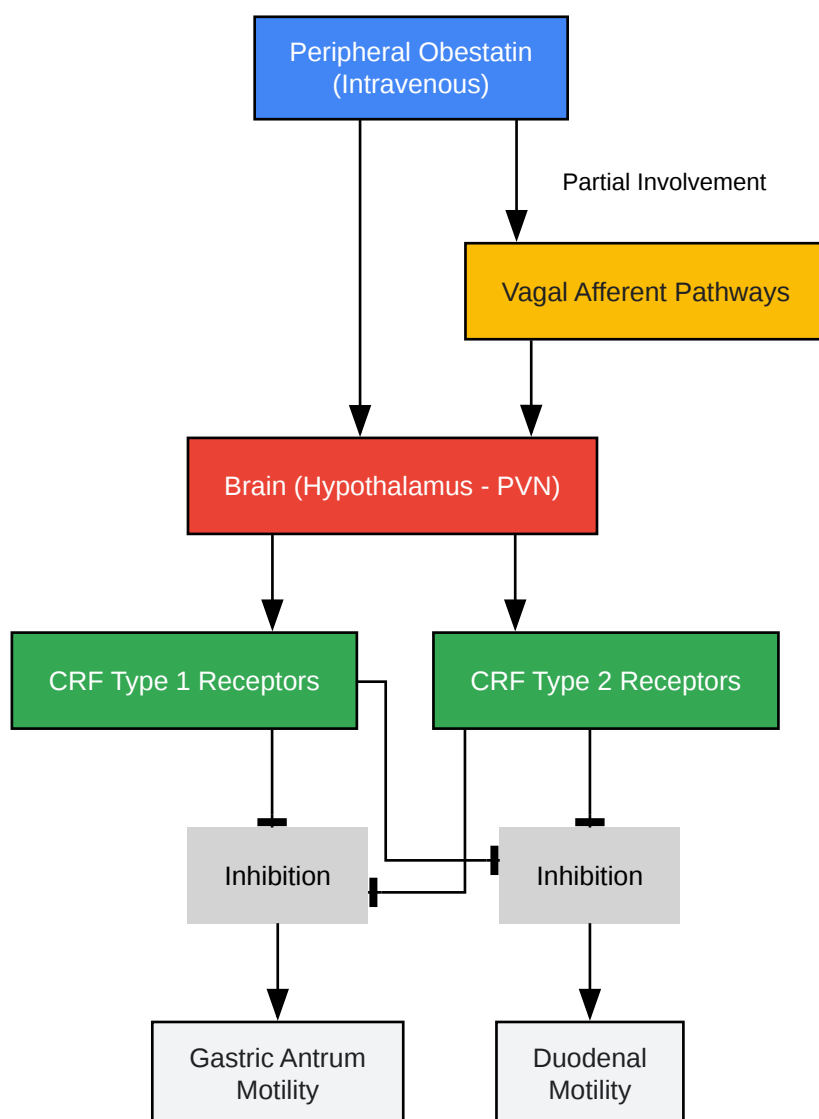 Peripheral Obestatin
(Intravenous)
Partial Involvement
Vagal Afferent Pathways
Brain (Hypothalamus - PVN)
CRF Type 1 Receptors
CRF Type 2 Receptors
Inhibition
Inhibition
Gastric Antrum
Motility
Duodenal
Motility